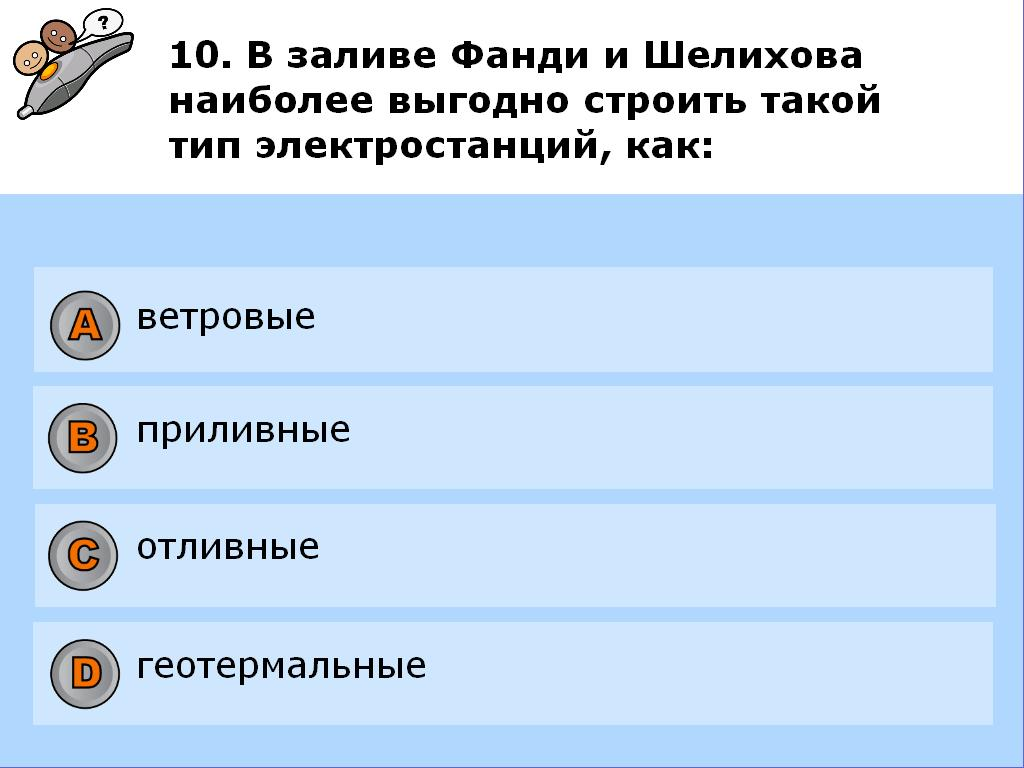 ?
10. В заливе Фанди и Шелихова
наиболее выгодно строить такой
тип электростанций, как:
A ветровые
B приливные
C отливные
D геотермальные